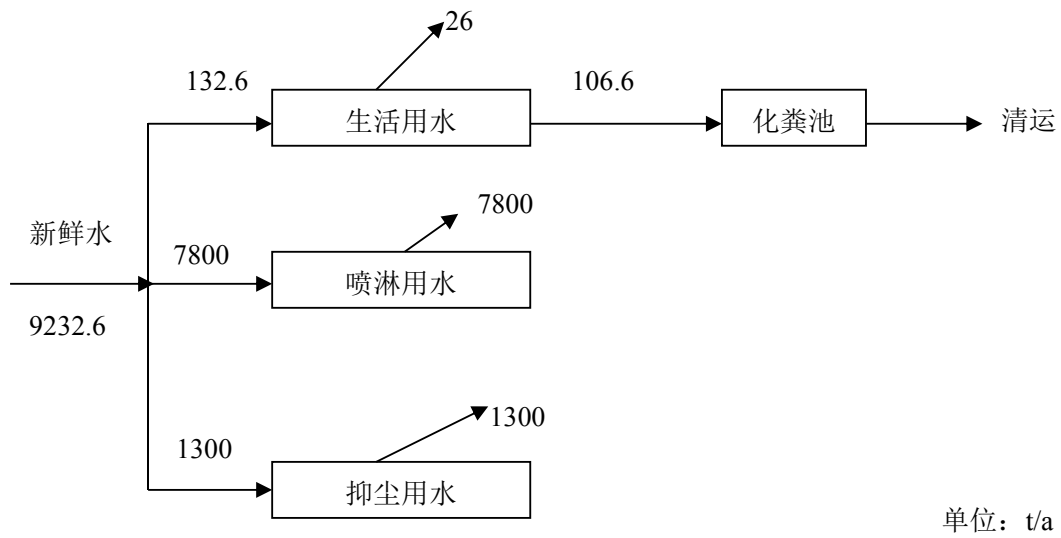 26
132.6
106.6
生活用水
化粪池
清运
7800
新鲜水
7800
喷淋用水
9232.6
1300
1300
抑尘用水
单位：t/a